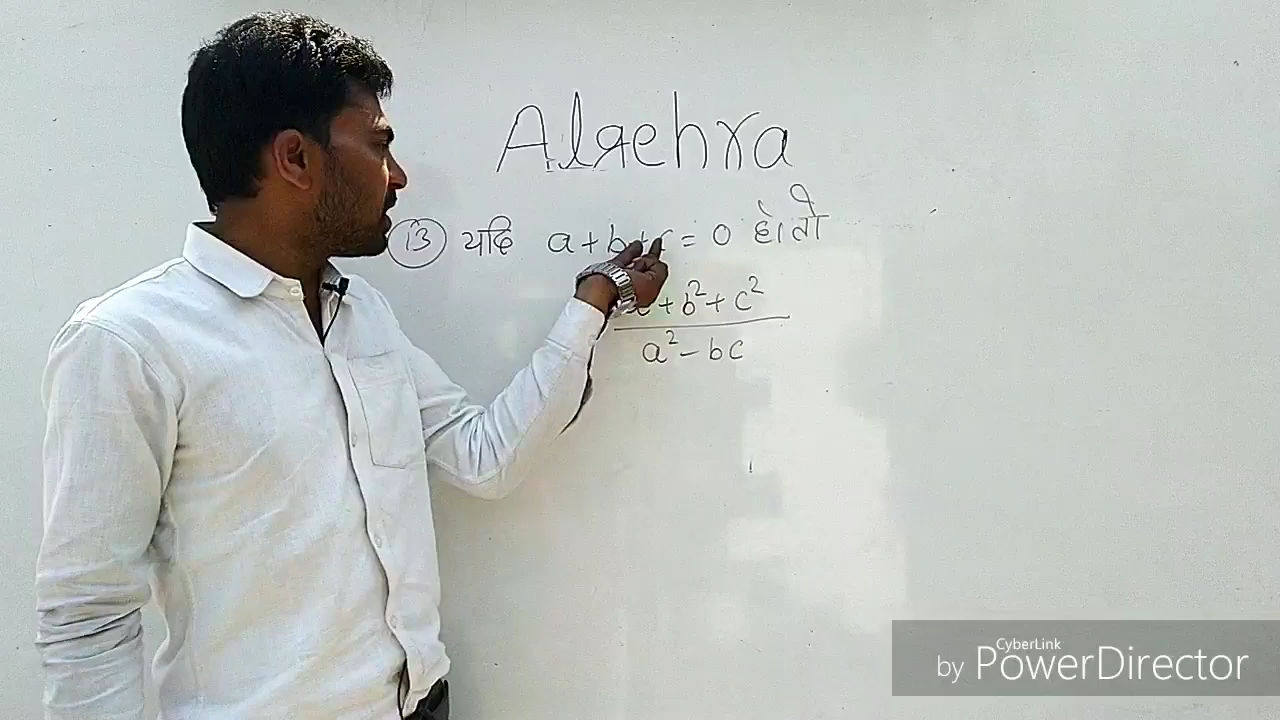 Algebra
13 यदि a+b+c = 0 हो तो
+ b² + c²
a² - bc
by CyberLink PowerDirector